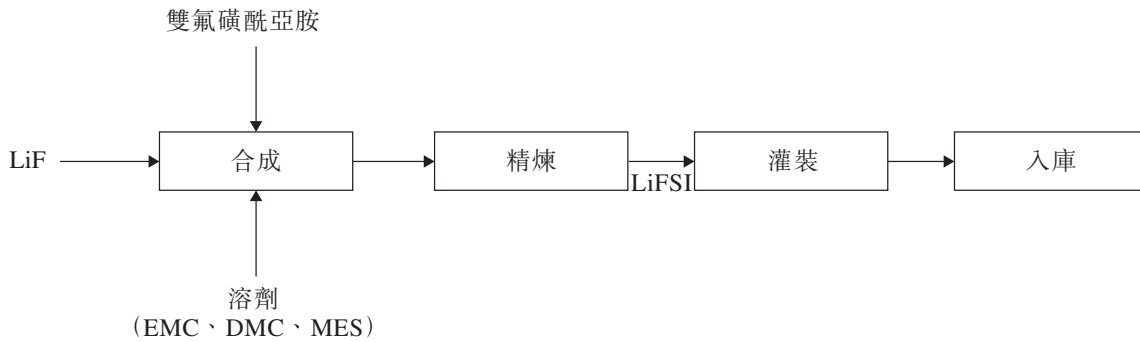 雙氟磺酰亞胺
LiF
合成
精煉
LiFSI
灌裝
入庫
溶劑
（EMC、DMC、MES）